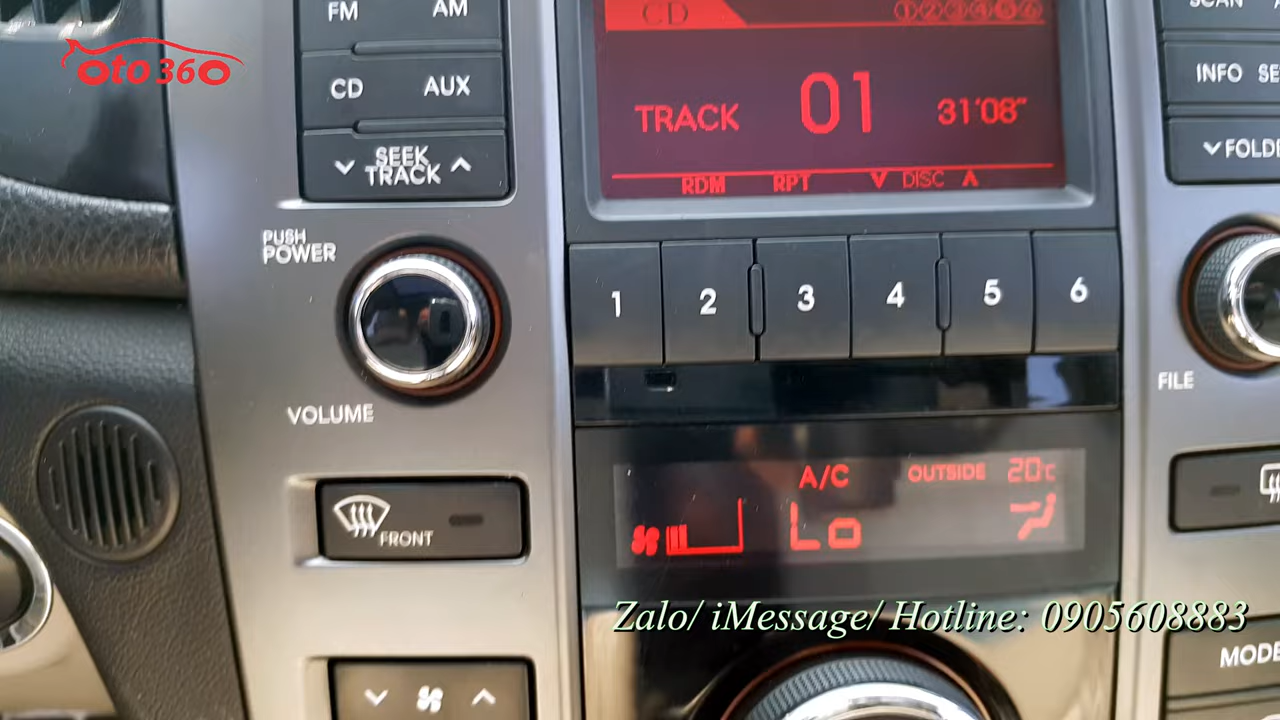 FM
AM
oto360
CD
AUX
SEEK
TRACK
CD
①②③④⑤⑥
TRACK
01
31'08"
RDM
RPT
DISC
SCAN
INFO
FILE
PUSH
POWER
VOLUME
1
2
3
4
5
6
FRONT
A/C
OUTSIDE
20c
Lo
Zalo/ iMessage/ Hotline: 0905608883
MODE